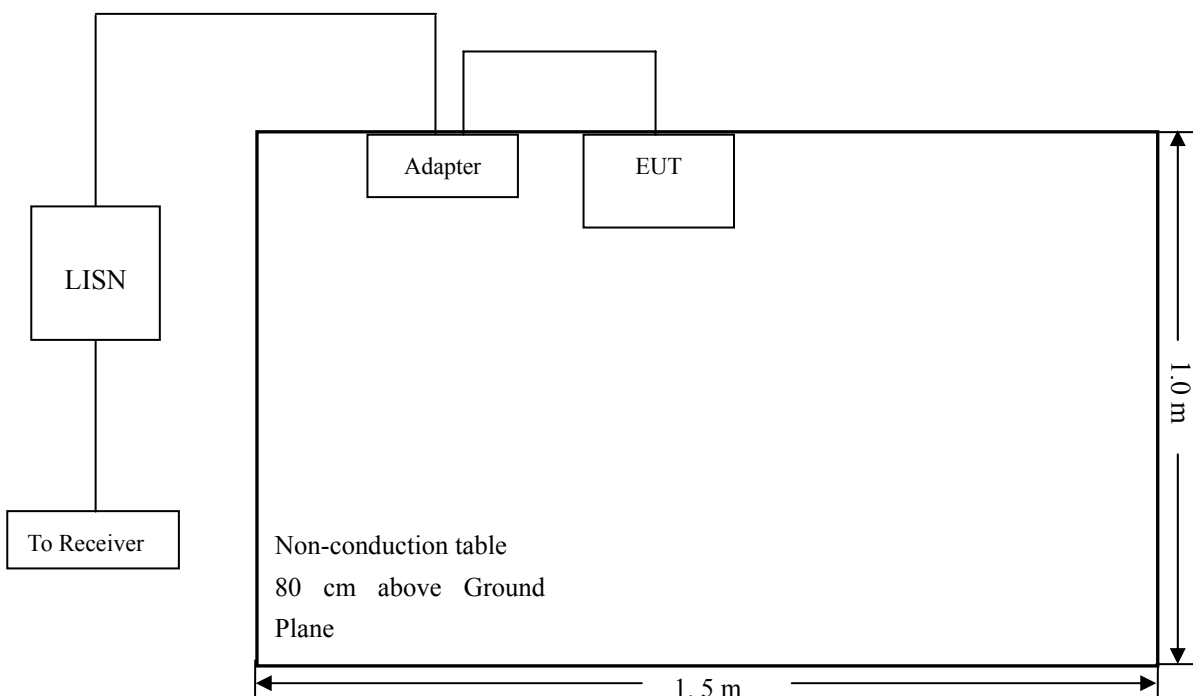 Adapter
EUT
LISN
1.0 m
To Receiver
Non-conduction table
80 cm above Ground
Plane
1. 5 m